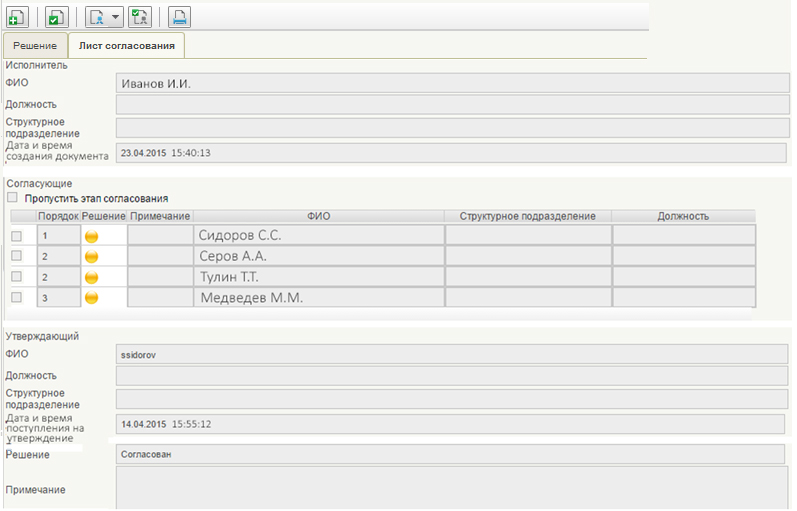 Решение Лист согласования
Исполнитель
ФИО Иванов И.И.
Должность
Структурное
подразделение
Дата и время
создания документа 23.04.2015 15:40:13
Согласующие
Пропустить этап согласования
Порядок Решение Примечание ФИО Структурное подразделение Должность
1 Сидоров С.С.
2 Серов А.А.
2 Тулин Т.Т.
3 Медведев М.М.
Утверждающий
ФИО ssidorov
Должность
Структурное
подразделение
Дата и время
поступления на
утверждение 14.04.2015 15:55:12
Решение Согласован
Примечание